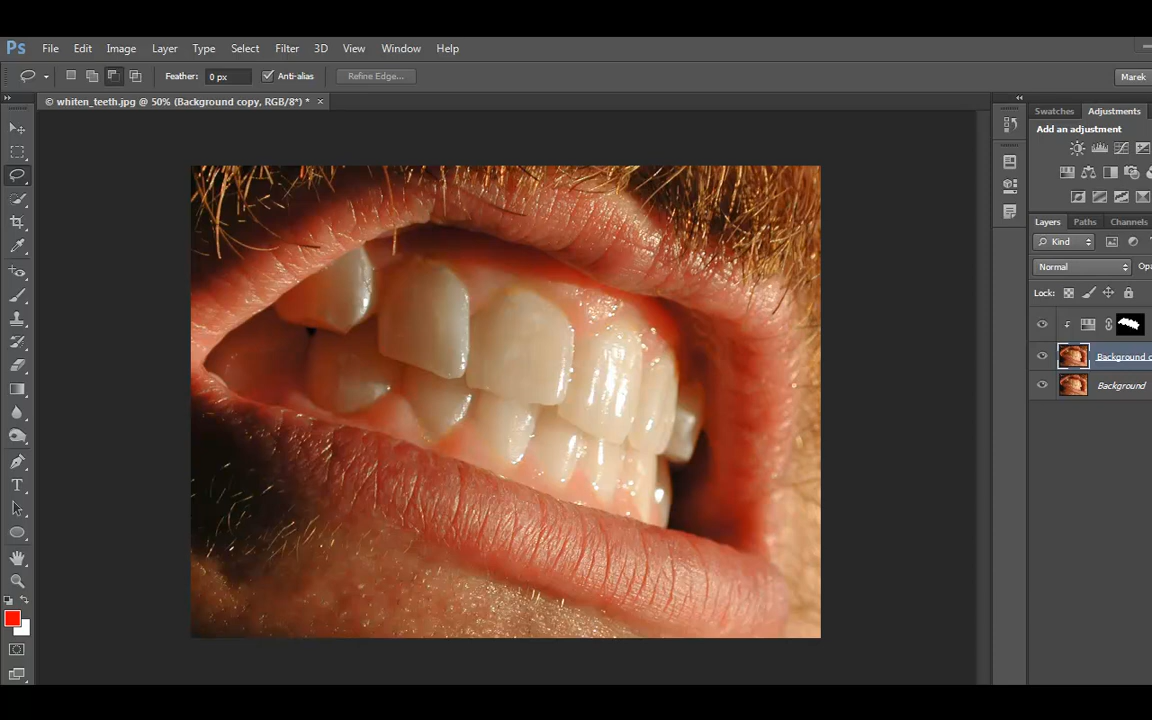 Ps File Edit Image Layer Type Select Filter 3D View Window Help
Feather: 0 px Anti-alias Refine Edge... Marek
© whiten_teeth.jpg @ 50% (Background copy, RGB/8*) * ×
Swatches Adjustments
Add an adjustment
Layers Paths Channels
Kind
Normal Opa
Lock:
Background c
Background
T